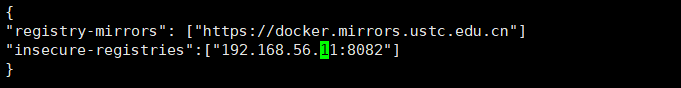 {
"registry-mirrors": ["https://docker.mirrors.ustc.edu.cn"]
"insecure-registries":["192.168.56.11:8082"]
}